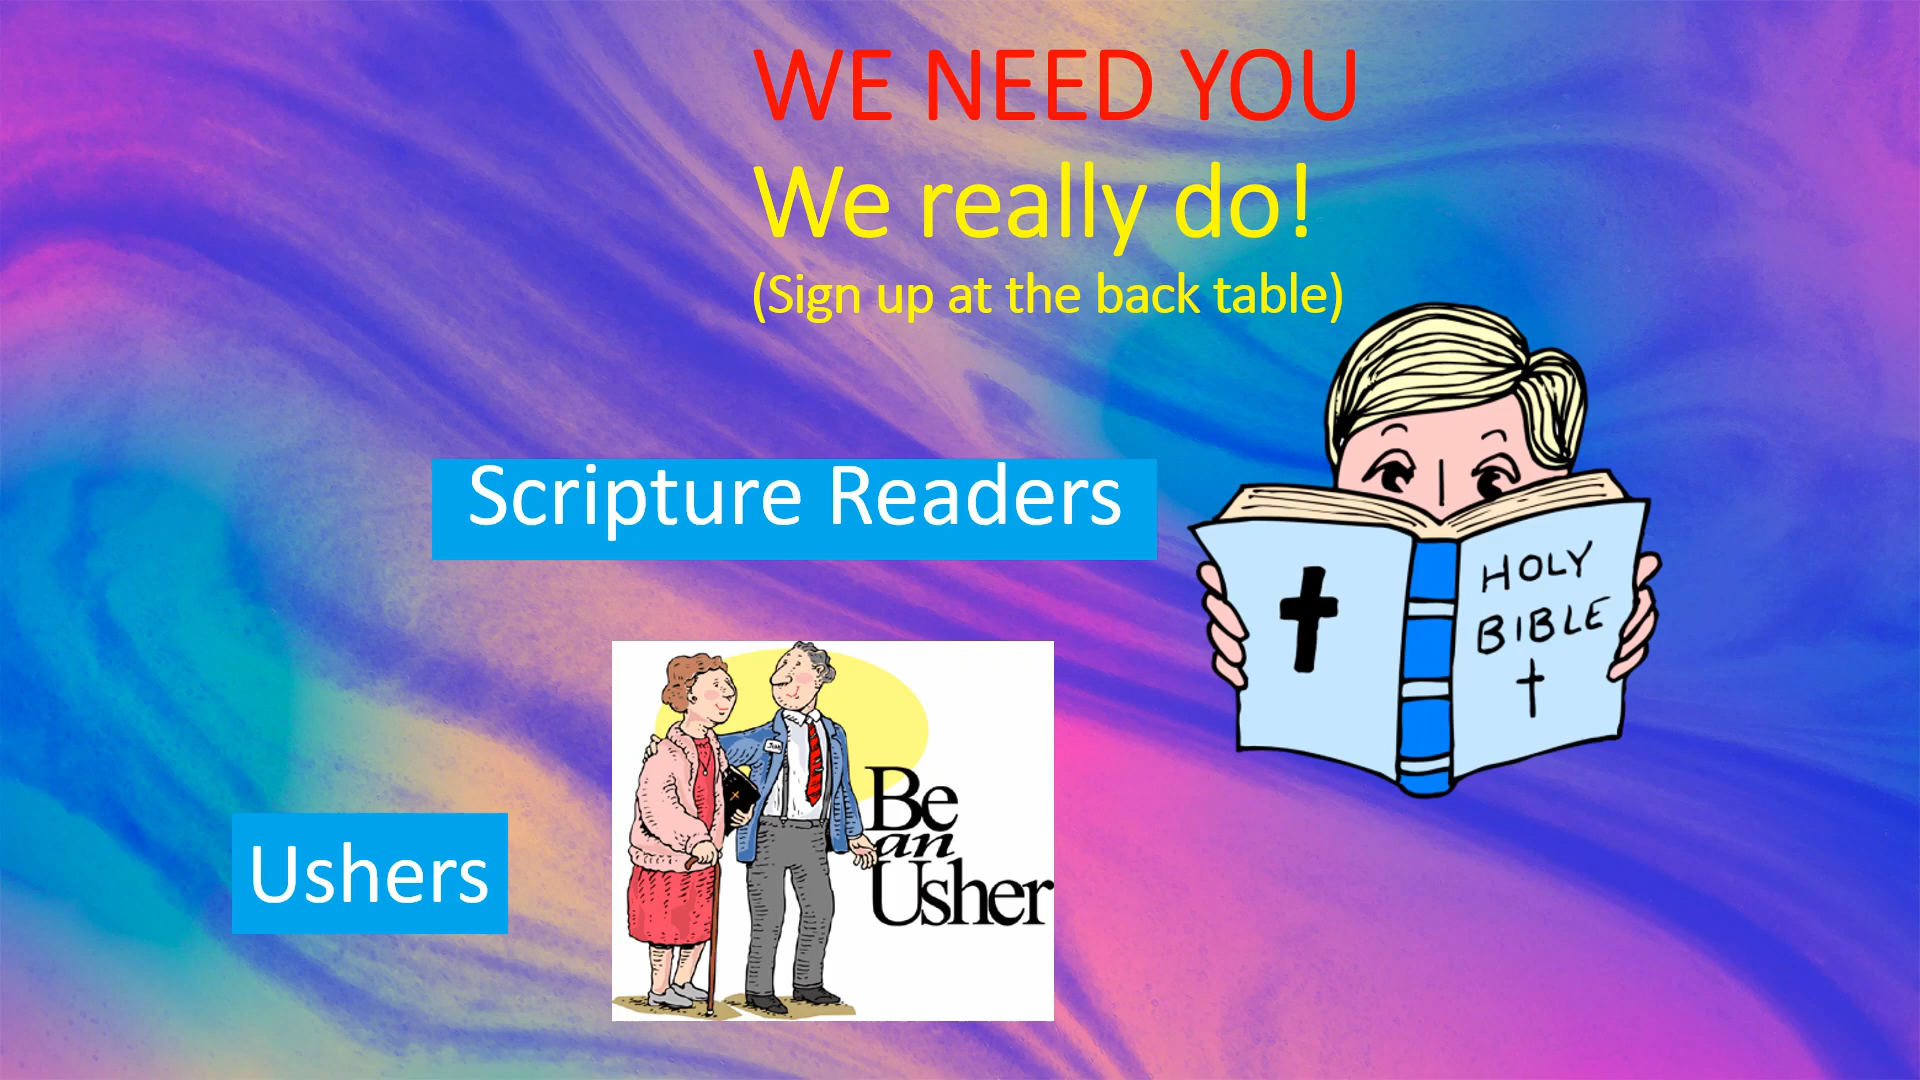 WE NEED YOU
We really do!
(Sign up at the back table)
Scripture Readers
HOLY
BIBLE
Be
an
Usher
Ushers